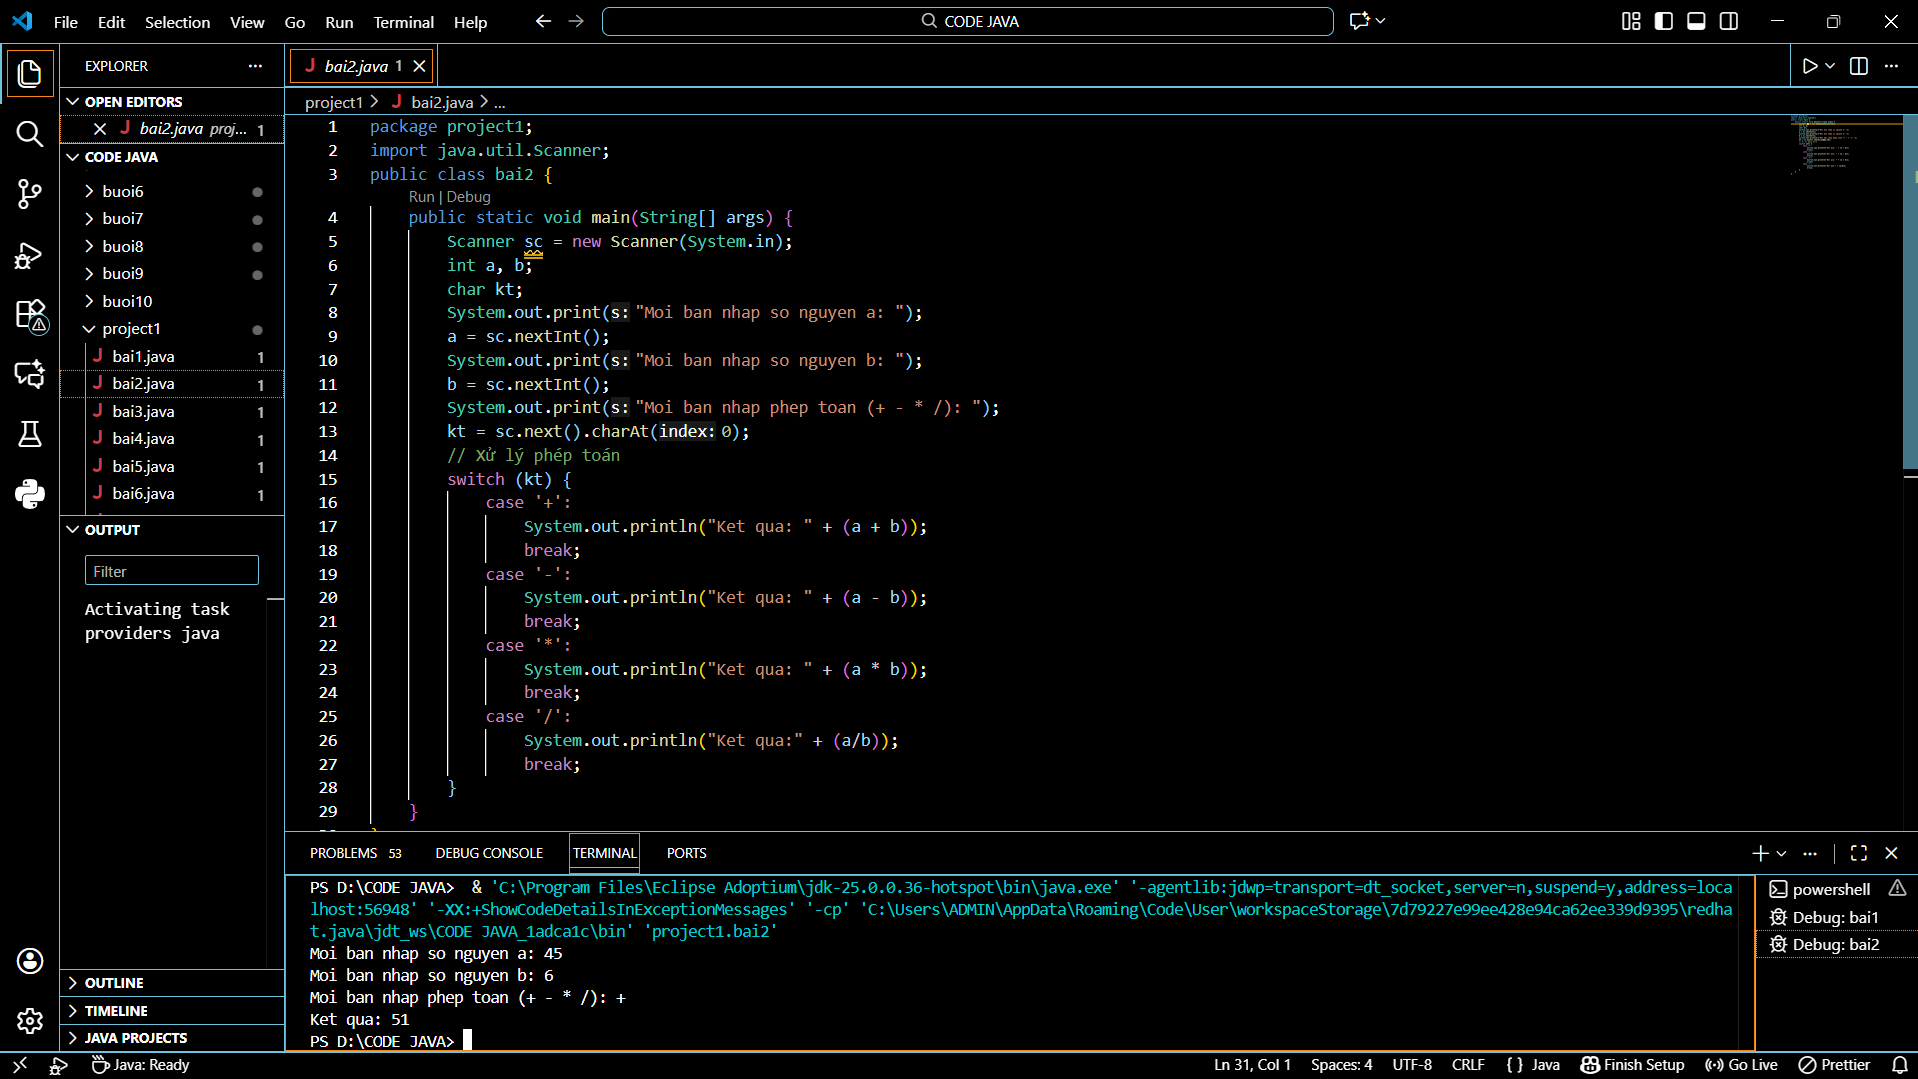 File Edit Selection View Go Run Terminal Help
CODE JAVA
EXPLORER
OPEN EDITORS
bai2.java proj... 1
CODE JAVA
buoi6
buoi7
buoi8
buoi9
buoi10
project1
bai1.java 1
bai2.java 1
bai3.java 1
bai4.java 1
bai5.java 1
bai6.java 1
OUTPUT
Filter
Activating task
providers java
OUTLINE
TIMELINE
JAVA PROJECTS
bai2.java 1
project1 > bai2.java > ...
1 package project1;
2 import java.util.Scanner;
3 public class bai2 {
Run | Debug
4 public static void main(String[] args) {
5 Scanner sc = new Scanner(System.in);
6 int a, b;
7 char kt;
8 System.out.print(s: "Moi ban nhap so nguyen a: ");
9 a = sc.nextInt();
10 System.out.print(s: "Moi ban nhap so nguyen b: ");
11 b = sc.nextInt();
12 System.out.print(s: "Moi ban nhap phep toan (+ - * /): ");
13 kt = sc.next().charAt(index: 0);
14 // Xử lý phép toán
15 switch (kt) {
16 case '+':
17 System.out.println("Ket qua: " + (a + b));
18 break;
19 case '-':
20 System.out.println("Ket qua: " + (a - b));
21 break;
22 case '*':
23 System.out.println("Ket qua: " + (a * b));
24 break;
25 case '/':
26 System.out.println("Ket qua:" + (a/b));
27 break;
28 }
29 }
PROBLEMS 53 DEBUG CONSOLE TERMINAL PORTS
PS D:\CODE JAVA> & 'C:\Program Files\Eclipse Adoptium\jdk-25.0.0.36-hotspot\bin\java.exe' '-agentlib:jdwp=transport=dt_socket,server=n,suspend=y,address=loca
lhost:56948' '-XX:+ShowCodeDetailsInExceptionMessages' '-cp' 'C:\Users\ADMIN\AppData\Roaming\Code\User\workspaceStorage\7d79227e99ee428e94ca62ee339d9395\redha
t.java\jdt_ws\CODE JAVA_1adca1c\bin' 'project1.bai2'
Moi ban nhap so nguyen a: 45
Moi ban nhap so nguyen b: 6
Moi ban nhap phep toan (+ - * /): +
Ket qua: 51
PS D:\CODE JAVA>
powershell
Debug: bai1
Debug: bai2
Java: Ready
Ln 31, Col 1 Spaces: 4 UTF-8 CRLF { } Java Finish Setup Go Live Prettier